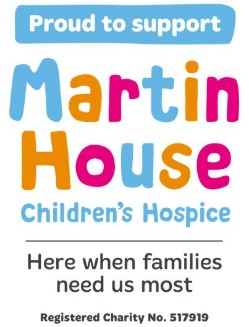 Proud to support
Martin
House
Children's Hospice
Here when families
need us most
Registered Charity No. 517919